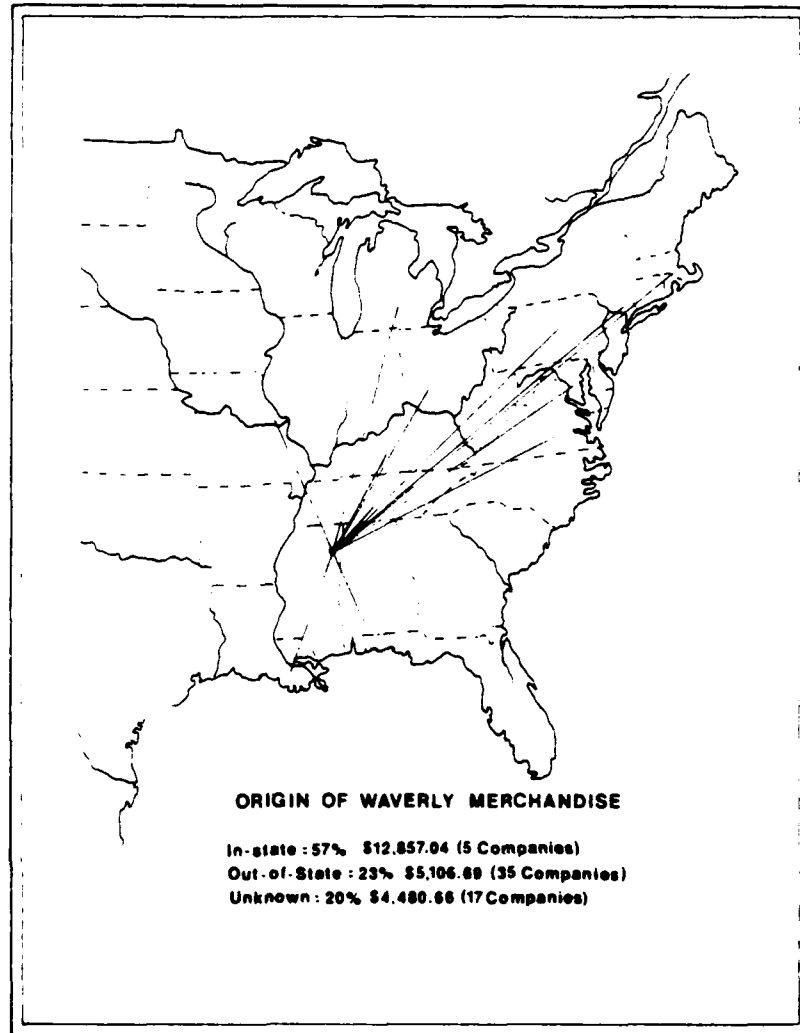 ORIGIN OF WAVERLY MERCHANDISE
In-state : 57% $12,857.04 (5 Companies)
Out-of-State : 23% $5,106.69 (35 Companies)
Unknown : 20% $4,480.66 (17 Companies)